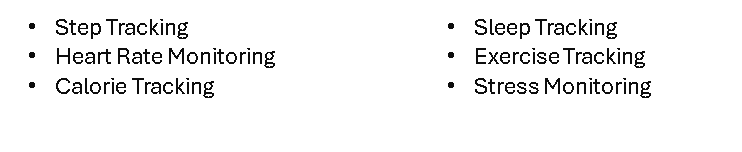 • Step Tracking
• Heart Rate Monitoring
• Calorie Tracking
• Sleep Tracking
• Exercise Tracking
• Stress Monitoring